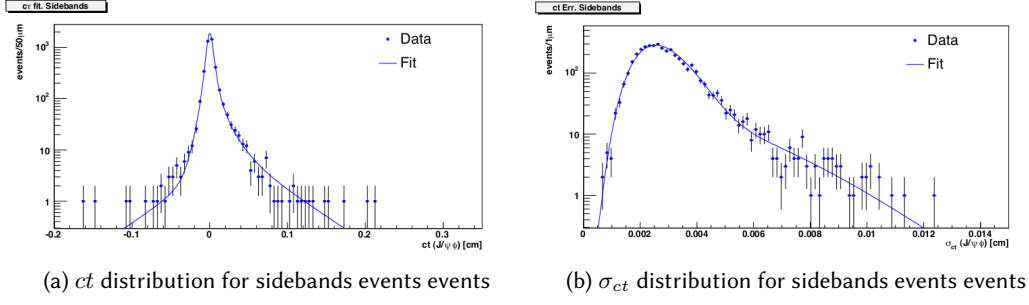 cτ fit. Sidebands
events/50μm
10³
10²
10
1
-0.2
-0.1
0
0.1
0.2
0.3
ct (J/ψ φ) [cm]
Data
Fit
(a) ct distribution for sidebands events events
ct Err. Sidebands
events/1μm
10²
10
1
0
0.002
0.004
0.006
0.008
0.01
0.012
0.014
σct (J/ψ φ) [cm]
Data
Fit
(b) σct distribution for sidebands events events